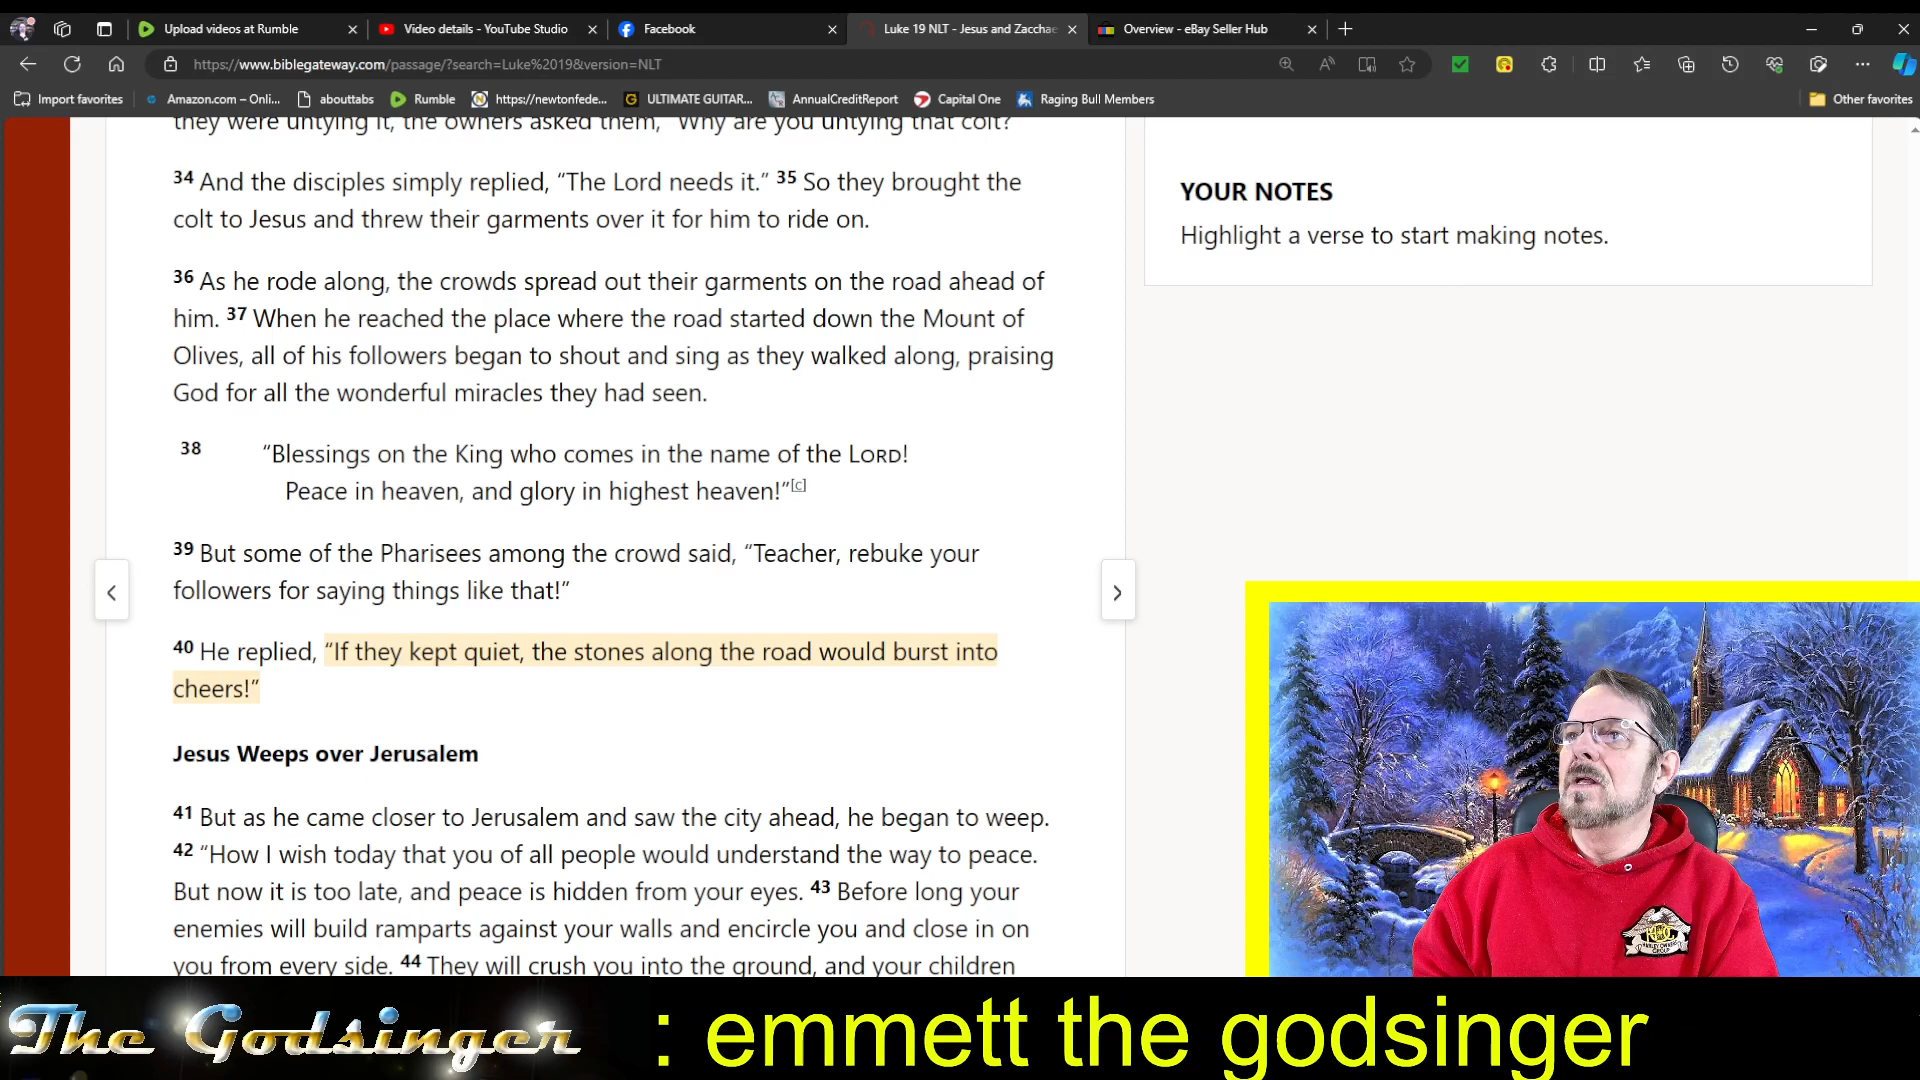 Upload videos at Rumble
Video details - YouTube Studio
Facebook
Luke 19 NLT - Jesus and Zacchae
Overview - eBay Seller Hub
https://www.biblegateway.com/passage/?search=Luke%2019&version=NLT
Import favorites
Amazon.com – Onli...
abouttabs
Rumble
https://newtonfede...
ULTIMATE GUITAR...
AnnualCreditReport
Capital One
Raging Bull Members
Other favorites
they were untying it, the owners asked them, “Why are you untying that colt?”
34 And the disciples simply replied, “The Lord needs it.” 35 So they brought the
colt to Jesus and threw their garments over it for him to ride on.
36 As he rode along, the crowds spread out their garments on the road ahead of
him. 37 When he reached the place where the road started down the Mount of
Olives, all of his followers began to shout and sing as they walked along, praising
God for all the wonderful miracles they had seen.
38 “Blessings on the King who comes in the name of the LORD!
Peace in heaven, and glory in highest heaven!”[c]
39 But some of the Pharisees among the crowd said, “Teacher, rebuke your
followers for saying things like that!”
40 He replied, “If they kept quiet, the stones along the road would burst into
cheers!”
Jesus Weeps over Jerusalem
41 But as he came closer to Jerusalem and saw the city ahead, he began to weep.
42 “How I wish today that you of all people would understand the way to peace.
But now it is too late, and peace is hidden from your eyes. 43 Before long your
enemies will build ramparts against your walls and encircle you and close in on
you from every side. 44 They will crush you into the ground, and your children
YOUR NOTES
Highlight a verse to start making notes.
The Godsinger
: emmett the godsinger